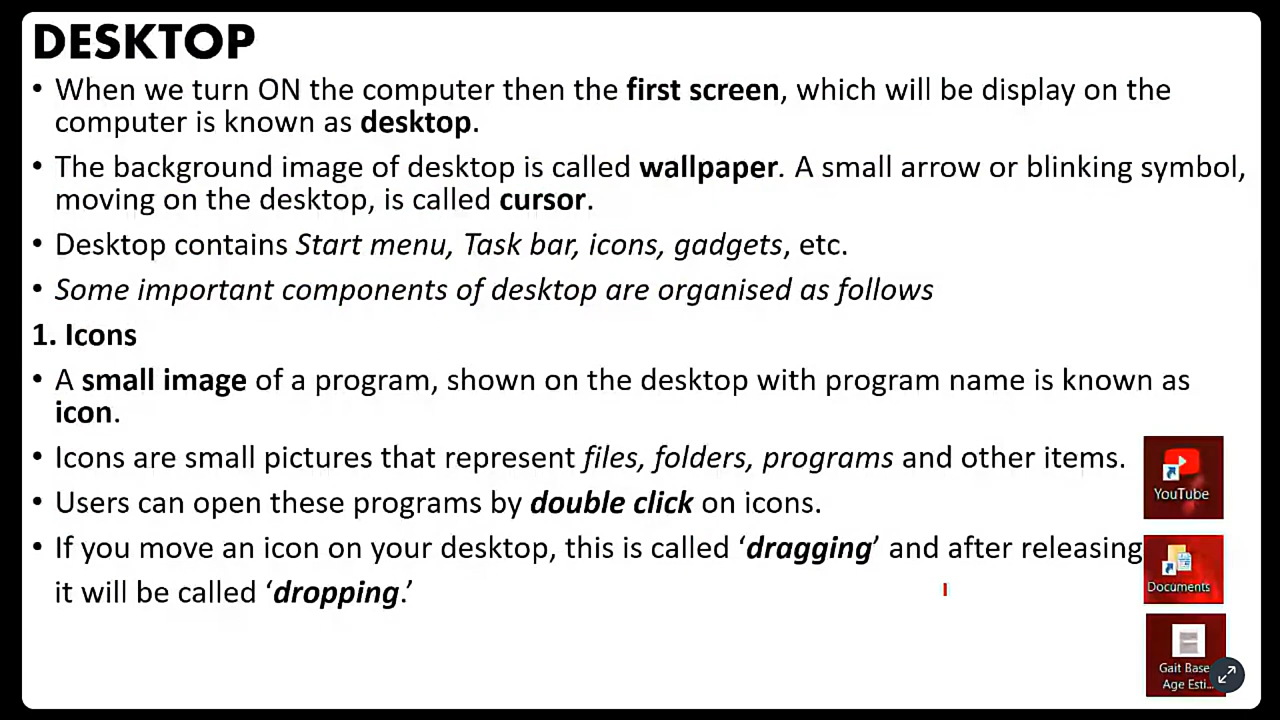 DESKTOP
• When we turn ON the computer then the first screen, which will be display on the
computer is known as desktop.
• The background image of desktop is called wallpaper. A small arrow or blinking symbol,
moving on the desktop, is called cursor.
• Desktop contains Start menu, Task bar, icons, gadgets, etc.
• Some important components of desktop are organised as follows
1. Icons
• A small image of a program, shown on the desktop with program name is known as
icon.
• Icons are small pictures that represent files, folders, programs and other items.
• Users can open these programs by double click on icons.
• If you move an icon on your desktop, this is called ‘dragging’ and after releasing
it will be called ‘dropping.’
YouTube
Documents
Gait Base
Age Esti...